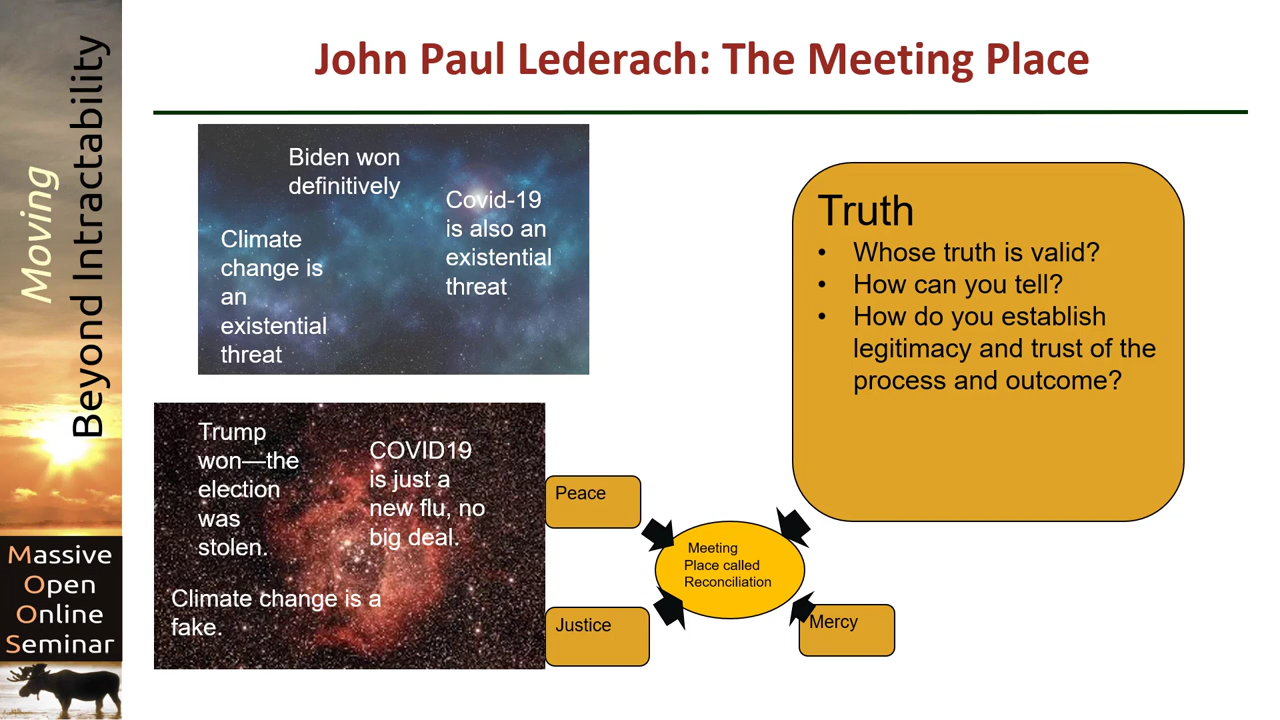 John Paul Lederach: The Meeting Place
Moving
Beyond Intractability
Massive
Open
Online
Seminar
Biden won
definitively
Covid-19
is also an
existential
threat
Climate
change is
an
existential
threat
Trump
won—the
election
was
stolen.
COVID19
is just a
new flu, no
big deal.
Climate change is a
fake.
Truth
• Whose truth is valid?
• How can you tell?
• How do you establish
legitimacy and trust of the
process and outcome?
Peace
Meeting
Place called
Reconciliation
Justice
Mercy